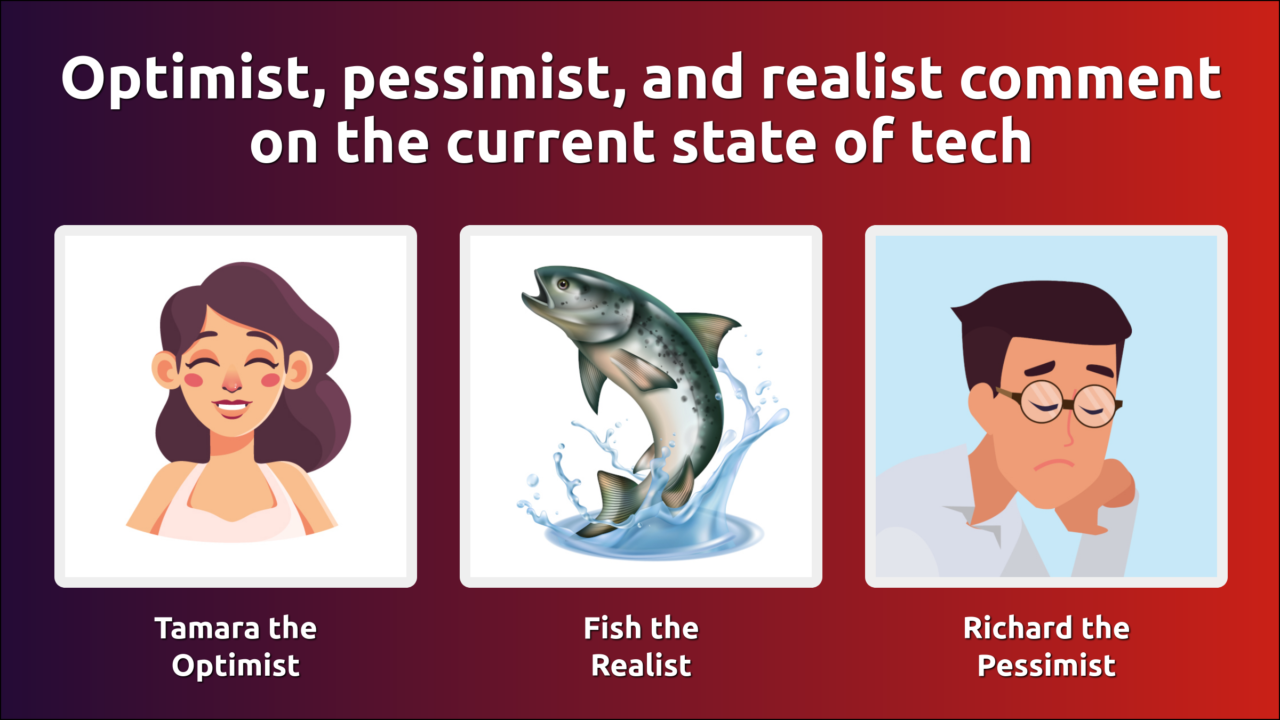 Optimist, pessimist, and realist comment
on the current state of tech
Tamara the
Optimist
Fish the
Realist
Richard the
Pessimist